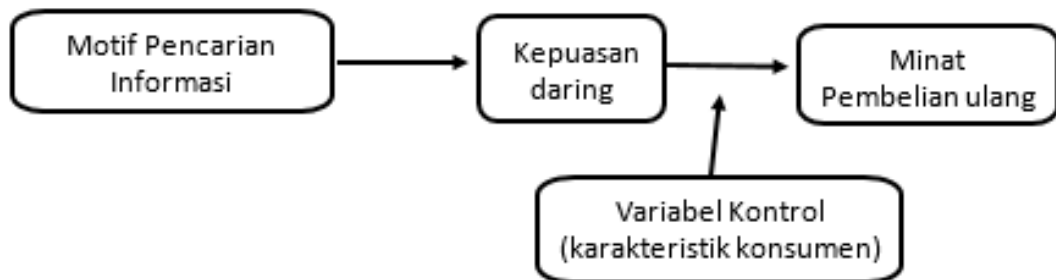 Motif Pencarian
Informasi
Kepuasan
daring
Minat
Pembelian ulang
Variabel Kontrol
(karakteristik konsumen)